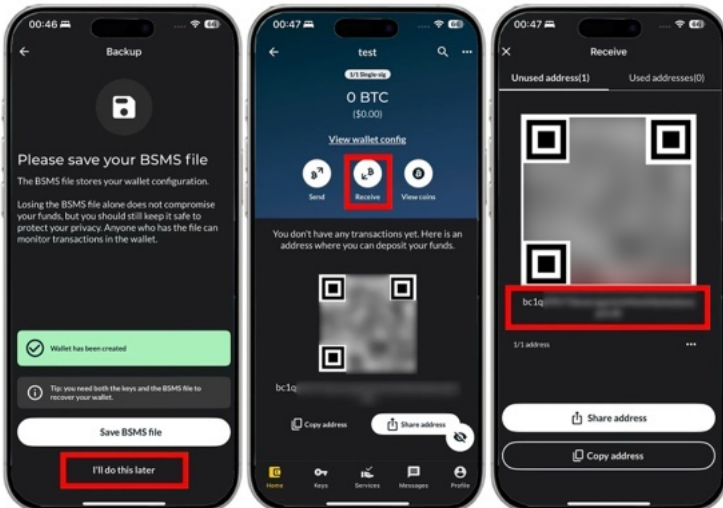 00:46
66
Backup
Please save your BSMS file
The BSMS file stores your wallet configuration.
Losing the BSMS file alone does not compromise
your funds, but you should still keep it safe to
protect your privacy. Anyone who has the file can
monitor transactions in the wallet.
Wallet has been created
Tip: you need both the keys and the BSMS file to
recover your wallet.
Save BSMS file
I'll do this later
00:47
66
test
1/1 Single-sig
0 BTC
($0.00)
View wallet config
Send
Receive
View coins
You don't have any transactions yet. Here is an
address where you can deposit your funds.
bc1q
Copy address
Share address
Home
Keys
Services
Messages
Profile
00:47
66
Receive
Unused address(1)
Used addresses(0)
bc1q
1/1 address
Share address
Copy address